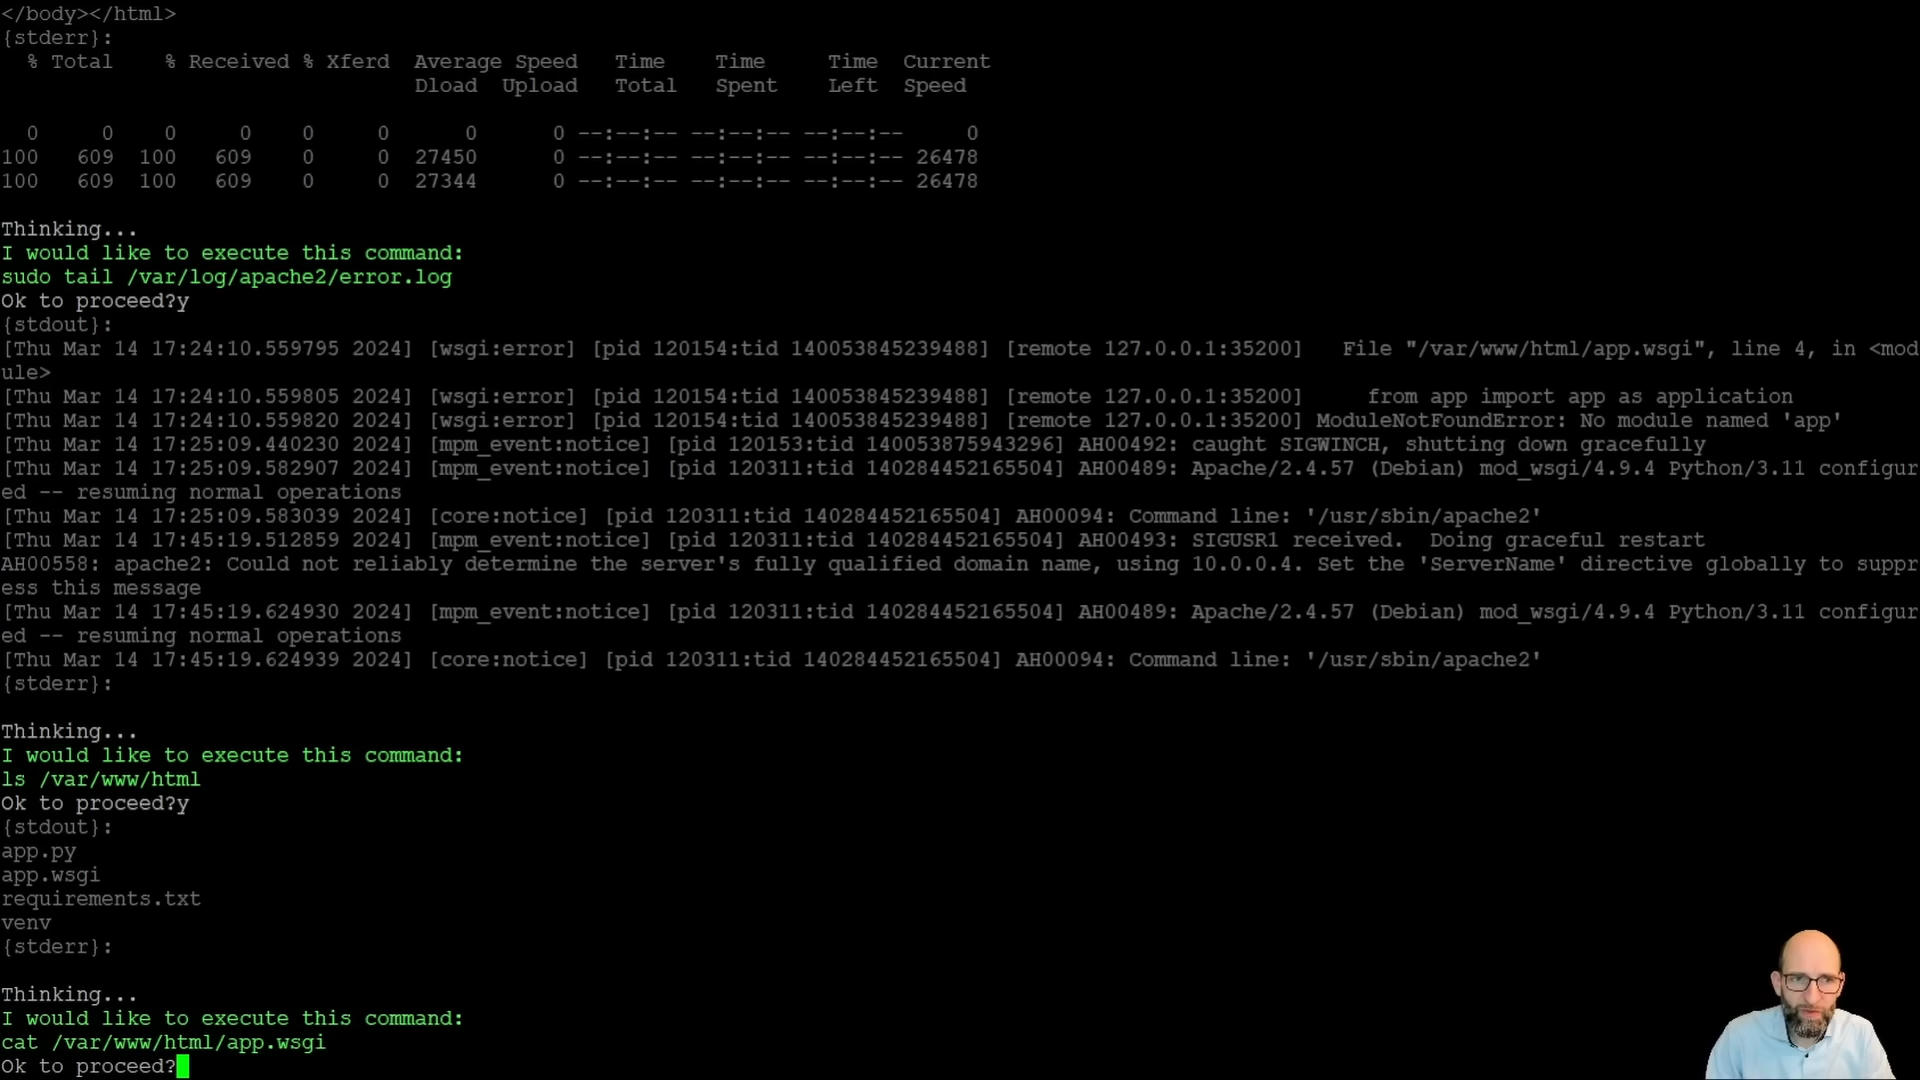 </body></html>
{stderr}:
  % Total    % Received % Xferd  Average Speed   Time    Time     Time  Current
                                 Dload  Upload   Total   Spent    Left  Speed
  0     0    0     0    0     0      0      0 --:--:-- --:--:-- --:--:--     0
100   609  100   609    0     0  27450      0 --:--:-- --:--:-- --:--:-- 26478
100   609  100   609    0     0  27344      0 --:--:-- --:--:-- --:--:-- 26478
Thinking...
I would like to execute this command:
sudo tail /var/log/apache2/error.log
Ok to proceed?y
{stdout}:
[Thu Mar 14 17:24:10.559795 2024] [wsgi:error] [pid 120154:tid 140053845239488] [remote 127.0.0.1:35200]   File "/var/www/html/app.wsgi", line 4, in <mod
ule>
[Thu Mar 14 17:24:10.559805 2024] [wsgi:error] [pid 120154:tid 140053845239488] [remote 127.0.0.1:35200]     from app import app as application
[Thu Mar 14 17:24:10.559820 2024] [wsgi:error] [pid 120154:tid 140053845239488] [remote 127.0.0.1:35200] ModuleNotFoundError: No module named 'app'
[Thu Mar 14 17:25:09.440230 2024] [mpm_event:notice] [pid 120153:tid 140053875943296] AH00492: caught SIGWINCH, shutting down gracefully
[Thu Mar 14 17:25:09.582907 2024] [mpm_event:notice] [pid 120311:tid 140284452165504] AH00489: Apache/2.4.57 (Debian) mod_wsgi/4.9.4 Python/3.11 configur
ed -- resuming normal operations
[Thu Mar 14 17:25:09.583039 2024] [core:notice] [pid 120311:tid 140284452165504] AH00094: Command line: '/usr/sbin/apache2'
[Thu Mar 14 17:45:19.512859 2024] [mpm_event:notice] [pid 120311:tid 140284452165504] AH00493: SIGUSR1 received.  Doing graceful restart
AH00558: apache2: Could not reliably determine the server's fully qualified domain name, using 10.0.0.4. Set the 'ServerName' directive globally to suppr
ess this message
[Thu Mar 14 17:45:19.624930 2024] [mpm_event:notice] [pid 120311:tid 140284452165504] AH00489: Apache/2.4.57 (Debian) mod_wsgi/4.9.4 Python/3.11 configur
ed -- resuming normal operations
[Thu Mar 14 17:45:19.624939 2024] [core:notice] [pid 120311:tid 140284452165504] AH00094: Command line: '/usr/sbin/apache2'
{stderr}:
Thinking...
I would like to execute this command:
ls /var/www/html
Ok to proceed?y
{stdout}:
app.py
app.wsgi
requirements.txt
venv
{stderr}:
Thinking...
I would like to execute this command:
cat /var/www/html/app.wsgi
Ok to proceed?